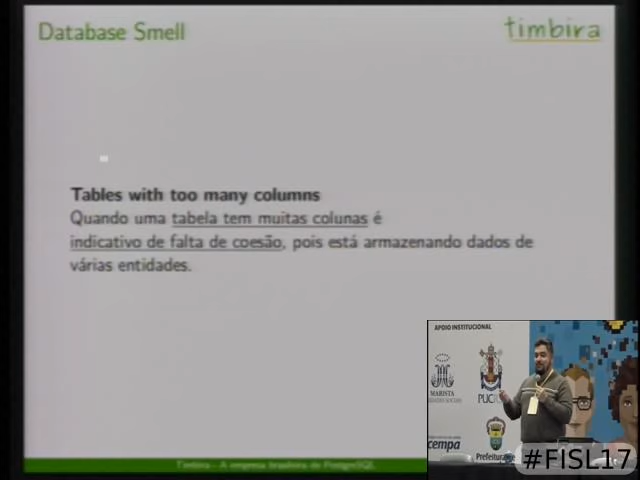 Database Smell
timbira
Tables with too many columns
Quando uma tabela tem muitas colunas é
indicativo de falta de coesão, pois está armazenando dados de
várias entidades.
Timbira - A empresa brasileira de PostgreSQL
APOIO INSTITUCIONAL
MARISTA
PUC
cempa
Prefeitura
#FISL17